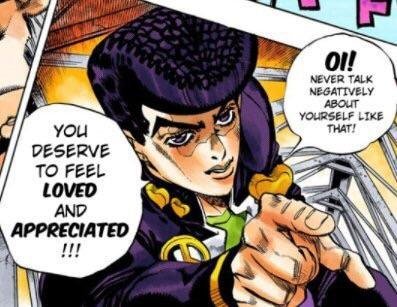 OI!
NEVER TALK
NEGATIVELY
ABOUT
YOURSELF LIKE
THAT!
YOU
DESERVE
TO FEEL
LOVED
AND
APPRECIATED
!!!